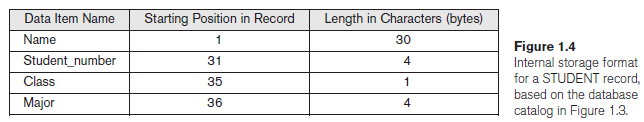 Data Item Name Starting Position in Record Length in Characters (bytes)
Name 1 30
Student_number 31 4
Class 35 1
Major 36 4
Figure 1.4
Internal storage format
for a STUDENT record,
based on the database
catalog in Figure 1.3.